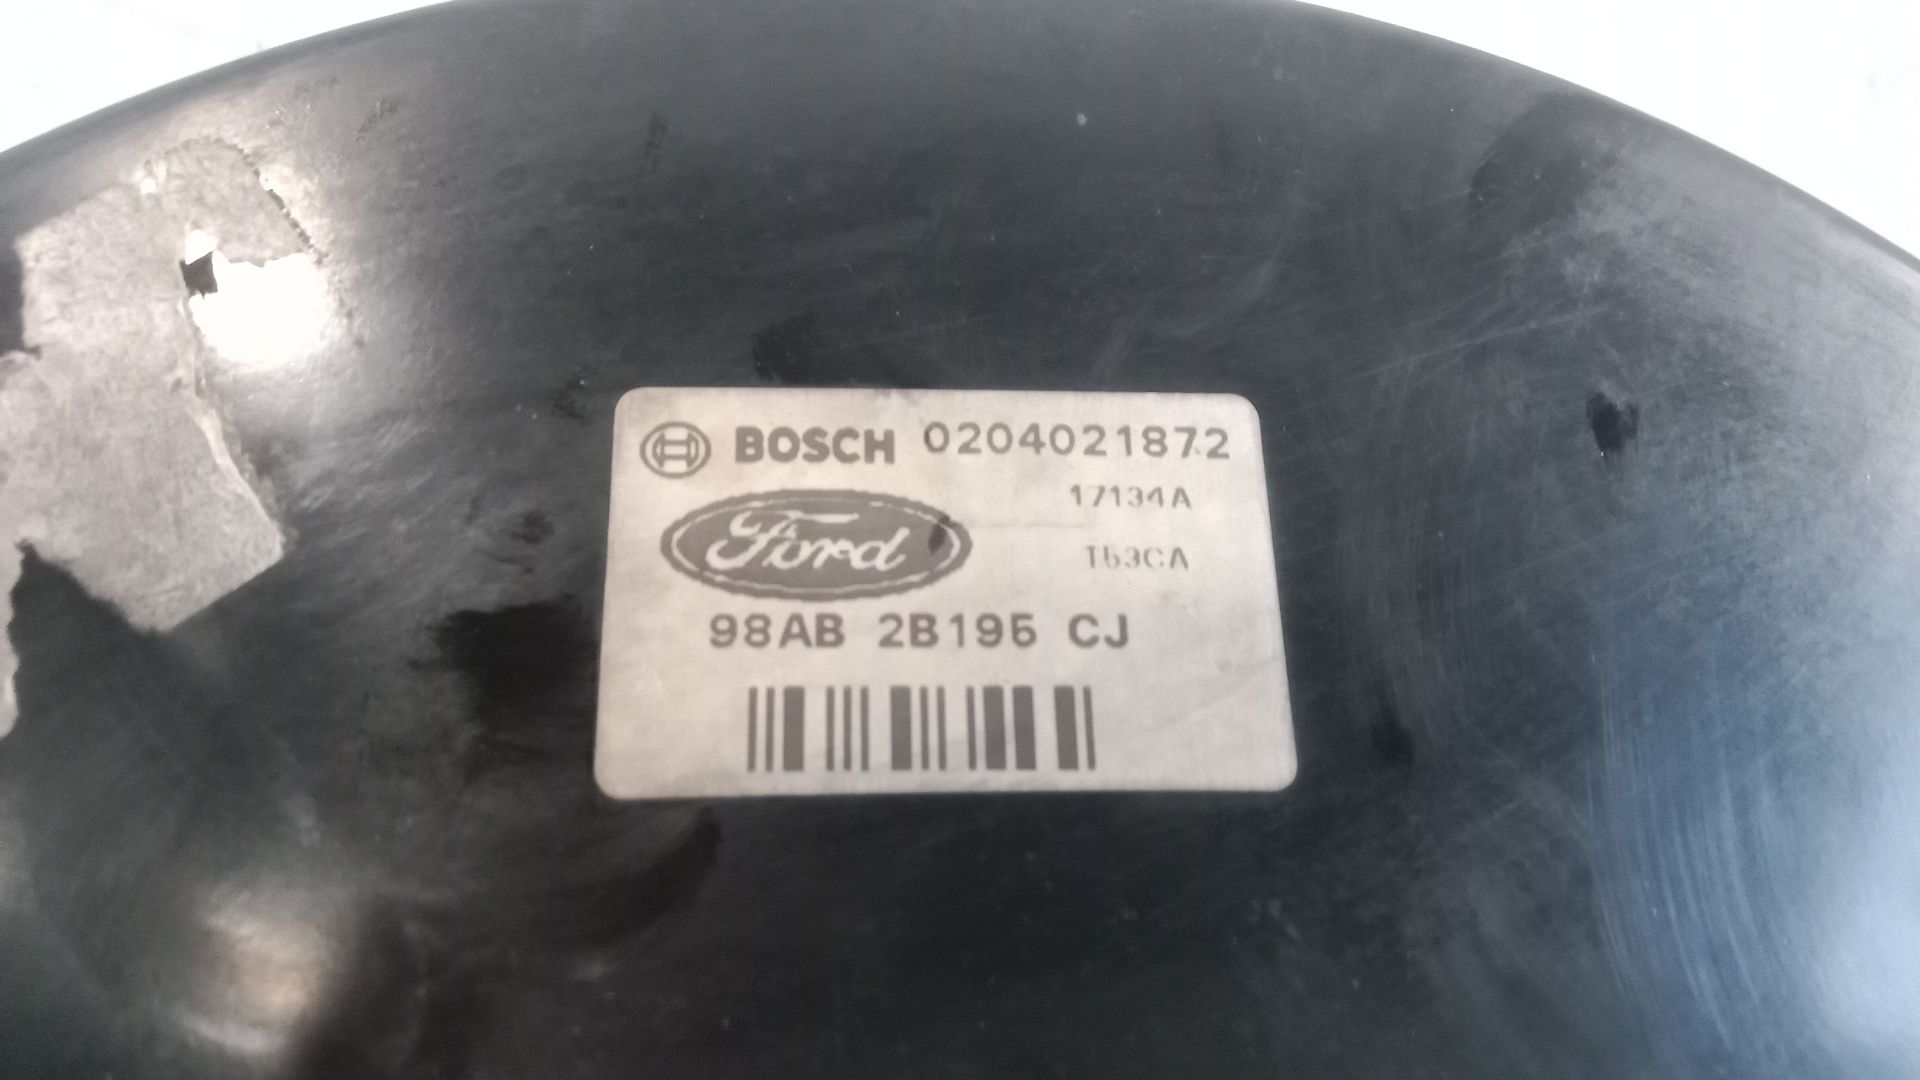 BOSCH 0204021872
17134A
Ford
T53CA
98AB 2B195 CJ